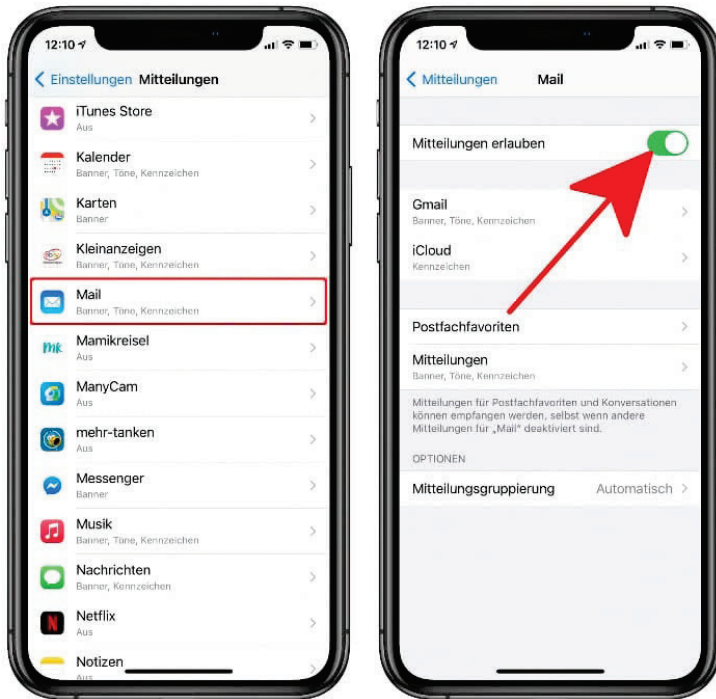 12:10
Einstellungen Mitteilungen
iTunes Store
Aus
Kalender
Banner, Töne, Kennzeichen
Karten
Banner
Kleinanzeigen
Banner, Töne, Kennzeichen
Mail
Banner, Töne, Kennzeichen
mk Mamikreisel
Aus
ManyCam
Aus
mehr-tanken
Aus
Messenger
Banner
Musik
Banner, Töne, Kennzeichen
Nachrichten
Banner, Kennzeichen
N Netflix
Aus
Notizen
Aus
12:10
Mitteilungen Mail
Mitteilungen erlauben
Gmail
Banner, Töne, Kennzeichen
iCloud
Kennzeichen
Postfachfavoriten
Mitteilungen
Banner, Töne, Kennzeichen
Mitteilungen für Postfachfavoriten und Konversationen
können empfangen werden, selbst wenn andere
Mitteilungen für „Mail“ deaktiviert sind.
OPTIONEN
Mitteilungsgruppierung Automatisch